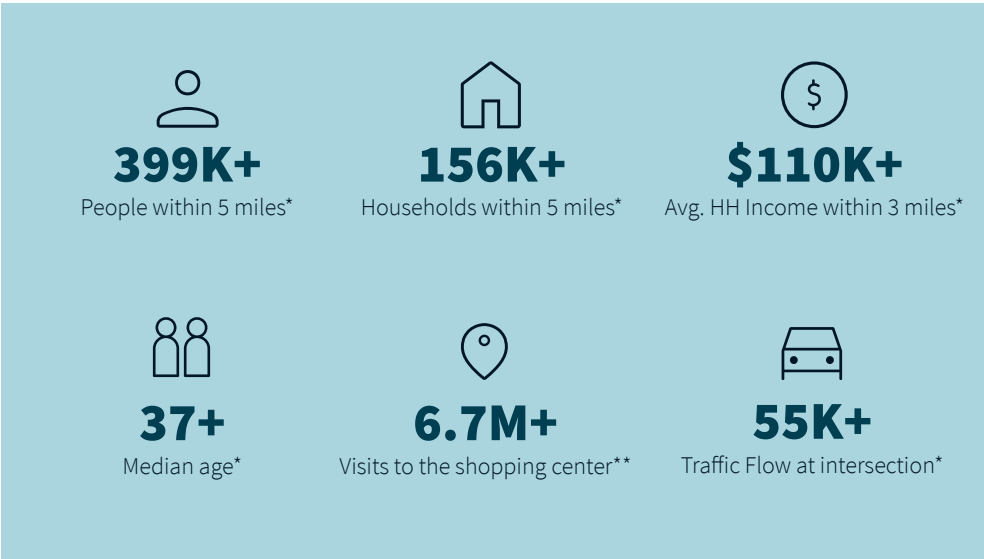 $
399K+
156K+
$110K+
People within 5 miles*
Households within 5 miles*
Avg. HH Income within 3 miles*
37+
6.7M+
55K+
Median age*
Visits to the shopping center**
Traffic Flow at intersection*